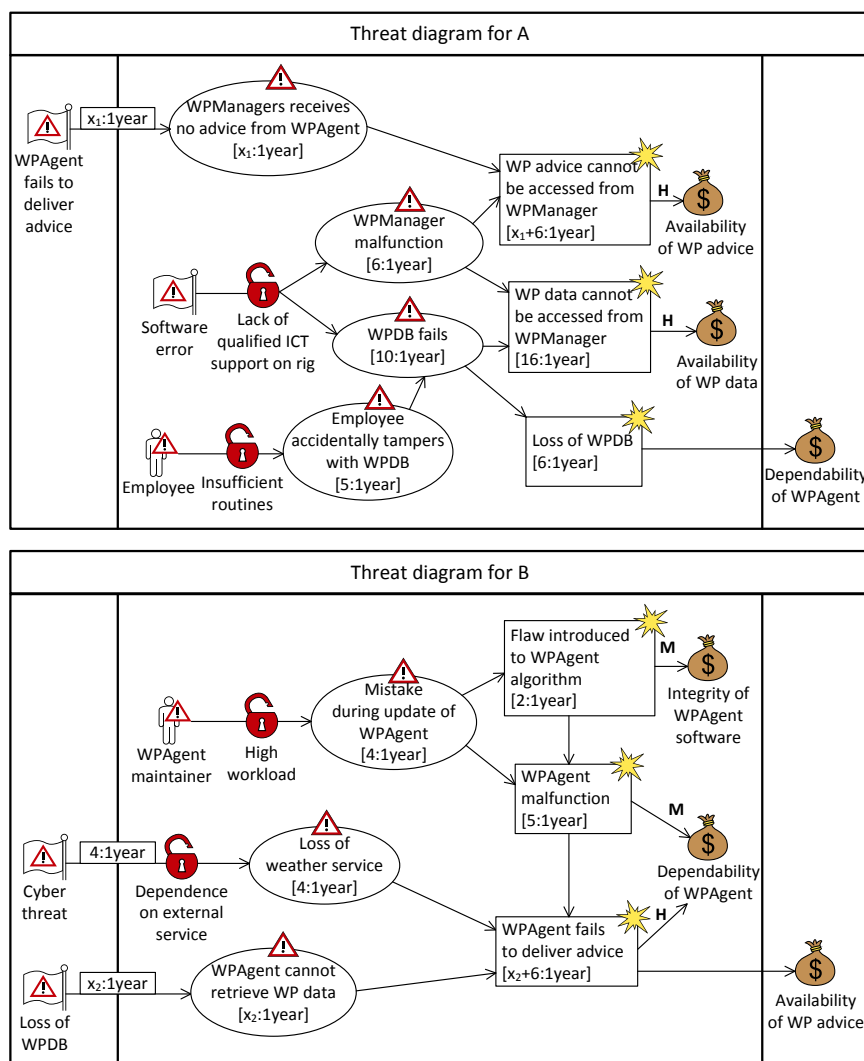 Threat diagram for A
WPAgent
fails to
deliver
advice
x₁:1year
WPManagers receives
no advice from WPAgent
[x₁:1year]
WP advice cannot
be accessed from
WPManager
[x₁+6:1year]
H
Availability
of WP advice
WPManager
malfunction
[6:1year]
Software
error
Lack of
qualified ICT
support on rig
WPDB fails
[10:1year]
WP data cannot
be accessed from
WPManager
[16:1year]
H
Availability
of WP data
Employee
Insufficient
routines
Employee
accidentally tampers
with WPDB
[5:1year]
Loss of WPDB
[6:1year]
Dependability
of WPAgent
Threat diagram for B
Flaw introduced
to WPAgent
algorithm
[2:1year]
M
Integrity of
WPAgent
software
WPAgent
maintainer
High
workload
Mistake
during update of
WPAgent
[4:1year]
WPAgent
malfunction
[5:1year]
M
Dependability
of WPAgent
Cyber
threat
4:1year
Dependence
on external
service
Loss of
weather service
[4:1year]
WPAgent fails
to deliver advice
[x₂+6:1year]
H
Loss of
WPDB
x₂:1year
WPAgent cannot
retrieve WP data
[x₂:1year]
Availability
of WP advice